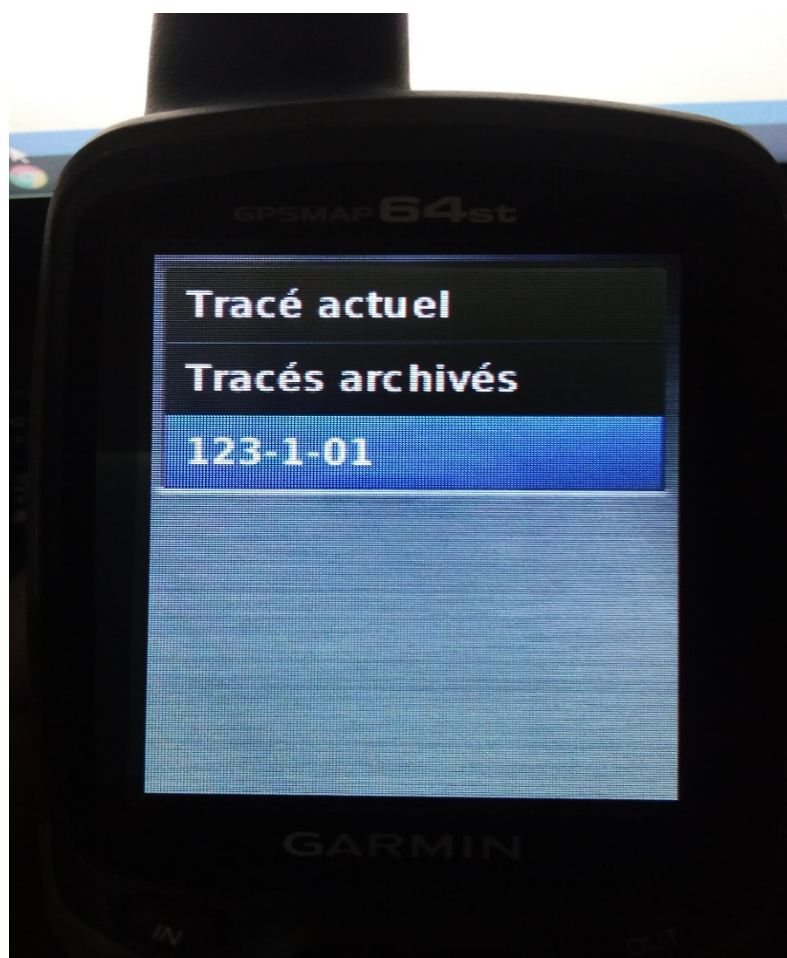 GPSMAP 64st
Tracé actuel
Tracés archivés
123-1-01
GARMIN
IN
OUT